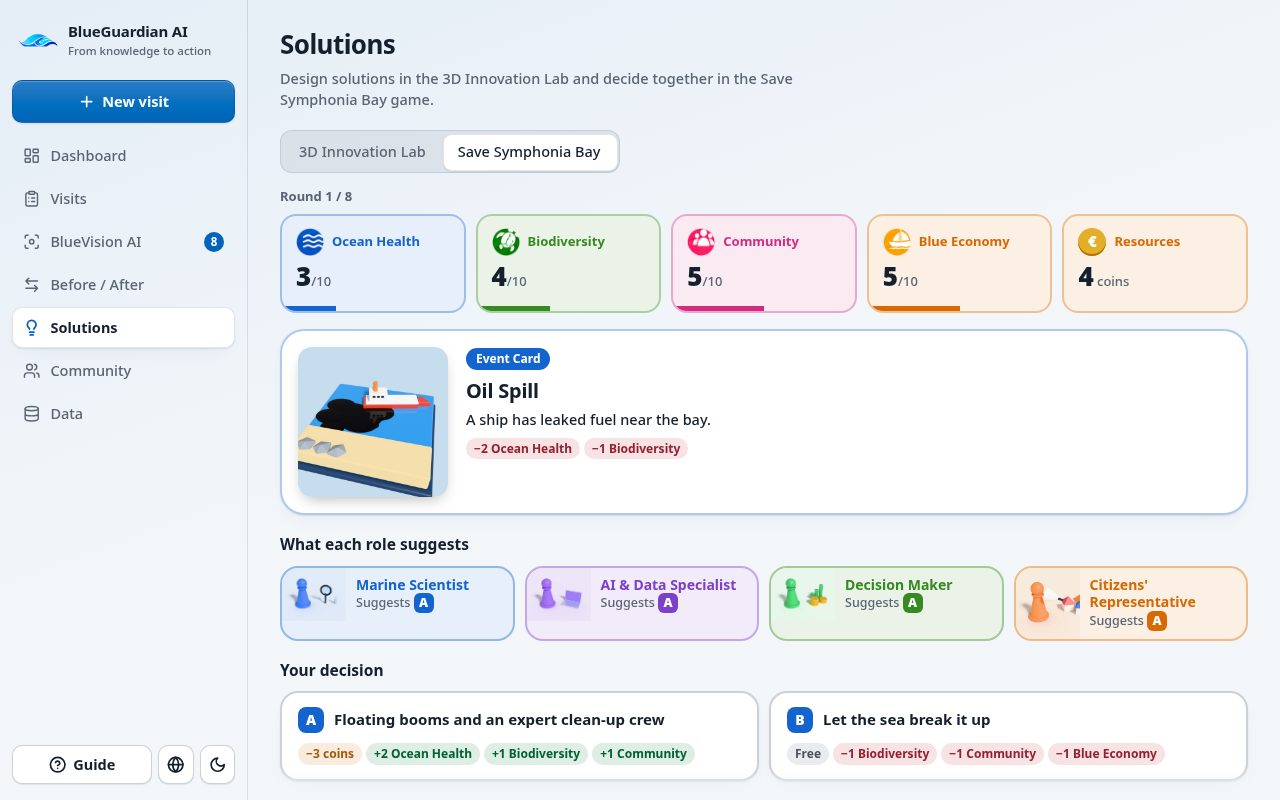 BlueGuardian AI
From knowledge to action
+ New visit
Dashboard
Visits
BlueVision AI 8
Before / After
Solutions
Community
Data
Guide
Solutions
Design solutions in the 3D Innovation Lab and decide together in the Save
Symphonia Bay game.
3D Innovation Lab Save Symphonia Bay
Round 1 / 8
Ocean Health
3/10
Biodiversity
4/10
Community
5/10
Blue Economy
5/10
€ Resources
4 coins
Event Card
Oil Spill
A ship has leaked fuel near the bay.
−2 Ocean Health −1 Biodiversity
What each role suggests
Marine Scientist
Suggests A
AI & Data Specialist
Suggests A
Decision Maker
Suggests A
Citizens'
Representative
Suggests A
Your decision
A Floating booms and an expert clean-up crew
−3 coins +2 Ocean Health +1 Biodiversity +1 Community
B Let the sea break it up
Free −1 Biodiversity −1 Community −1 Blue Economy